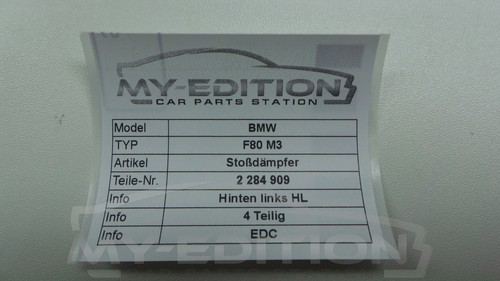 MY-EDITION
CAR PARTS STATION
Model BMW
TYP F80 M3
Artikel Stoßdämpfer
Teile-Nr. 2 284 909
Info Hinten links HL
Info 4 Teilig
Info EDC
MY-EDITION